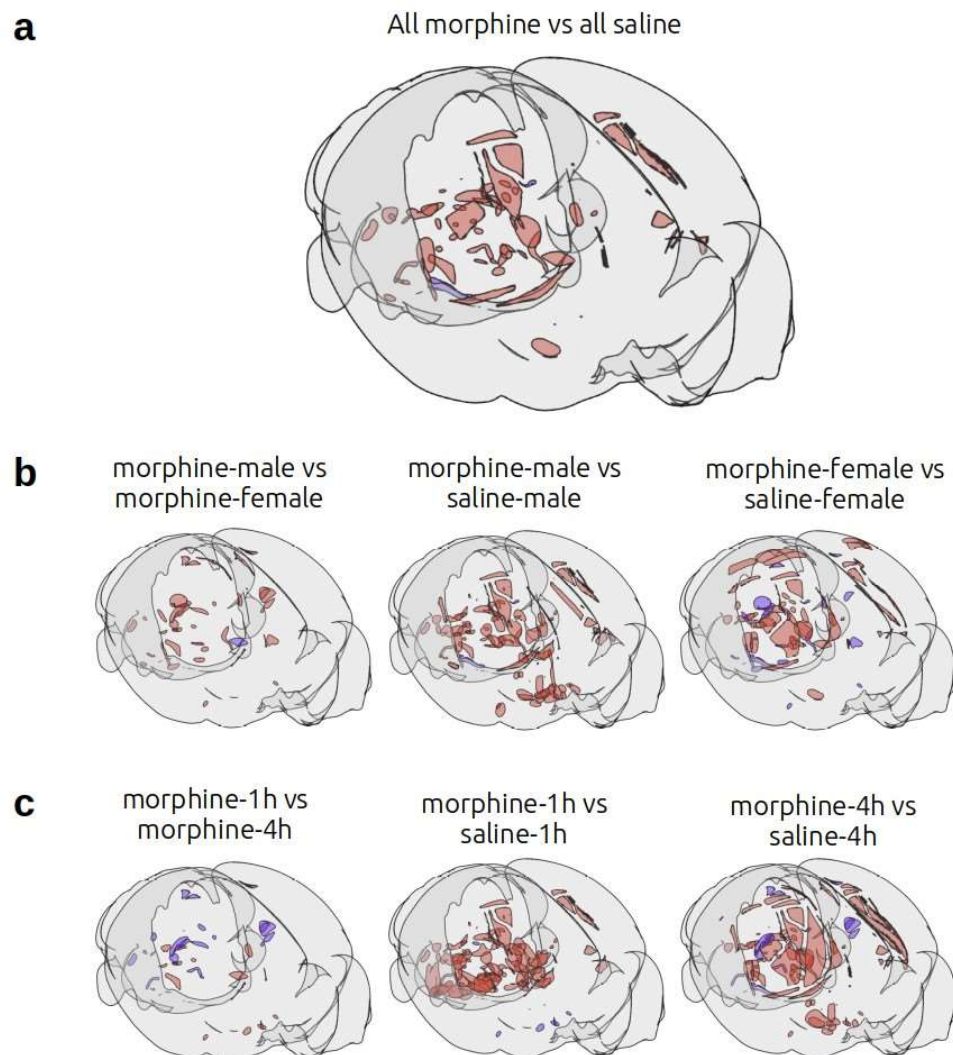 a
All morphine vs all saline
b
morphine-male vs
morphine-female
morphine-male vs
saline-male
morphine-female vs
saline-female
c
morphine-1h vs
morphine-4h
morphine-1h vs
saline-1h
morphine-4h vs
saline-4h